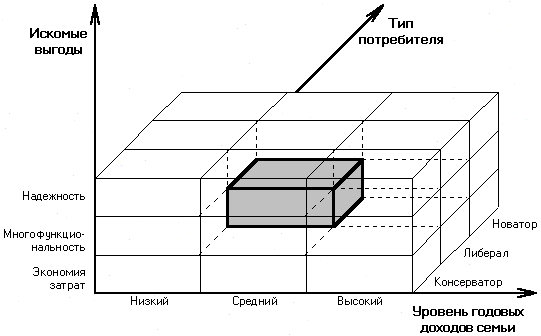 Искомые
выгоды
Тип
потребителя
Надежность
Многофункцио-
нальность
Экономия
затрат
Новатор
Либерал
Консерватор
Низкий
Средний
Высокий
Уровень годовых
доходов семьи